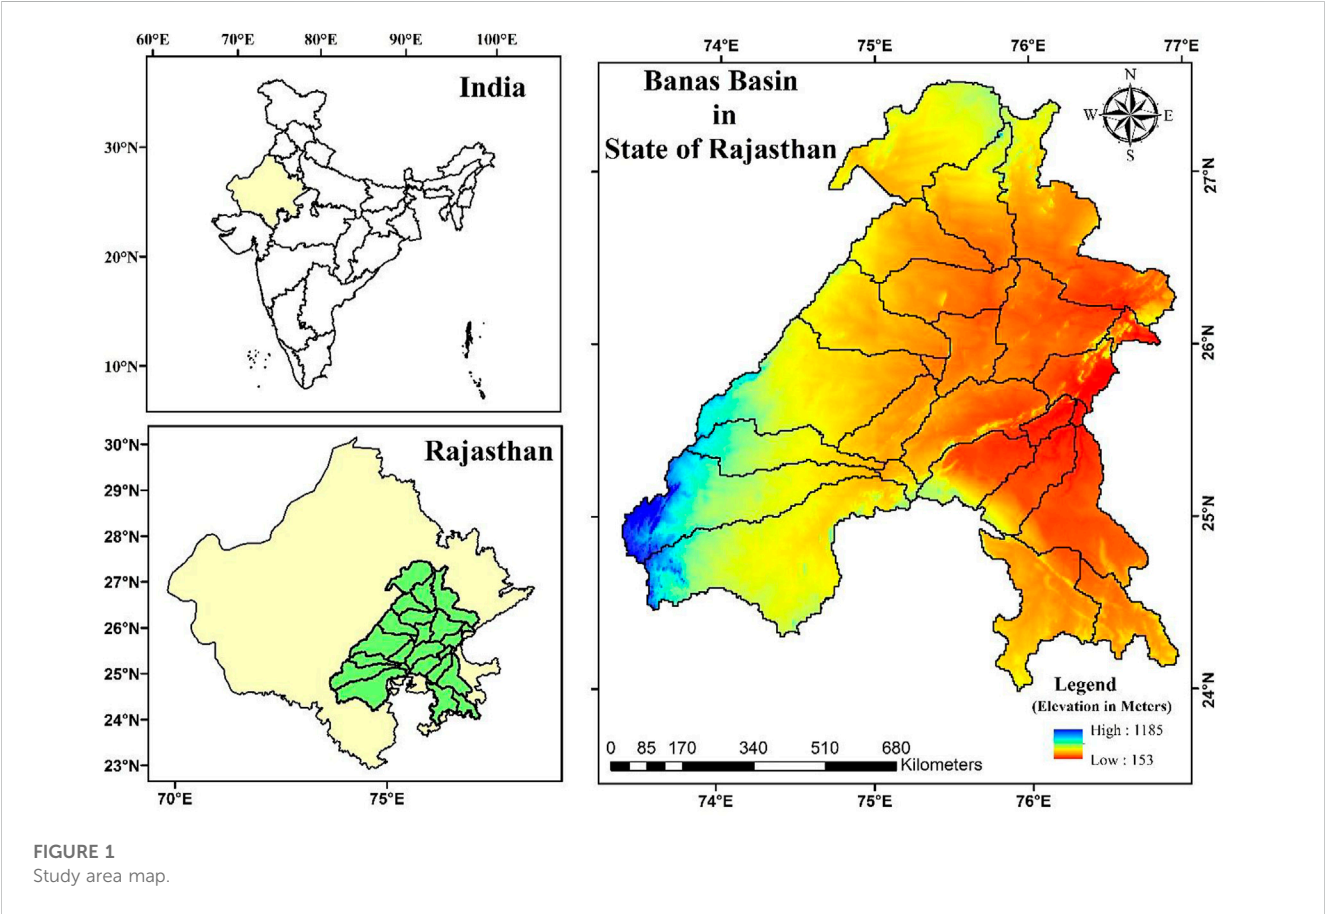 60°E 70°E 80°E 90°E 100°E
India
30°N
20°N
10°N
Rajasthan
30°N
29°N
28°N
27°N
26°N
25°N
24°N
23°N
70°E 75°E
74°E 75°E 76°E 77°E
Banas Basin
in
State of Rajasthan
N
W E
S
27°N
26°N
25°N
24°N
Legend
(Elevation in Meters)
High : 1185
Low : 153
0 85 170 340 510 680
Kilometers
74°E 75°E 76°E
FIGURE 1
Study area map.